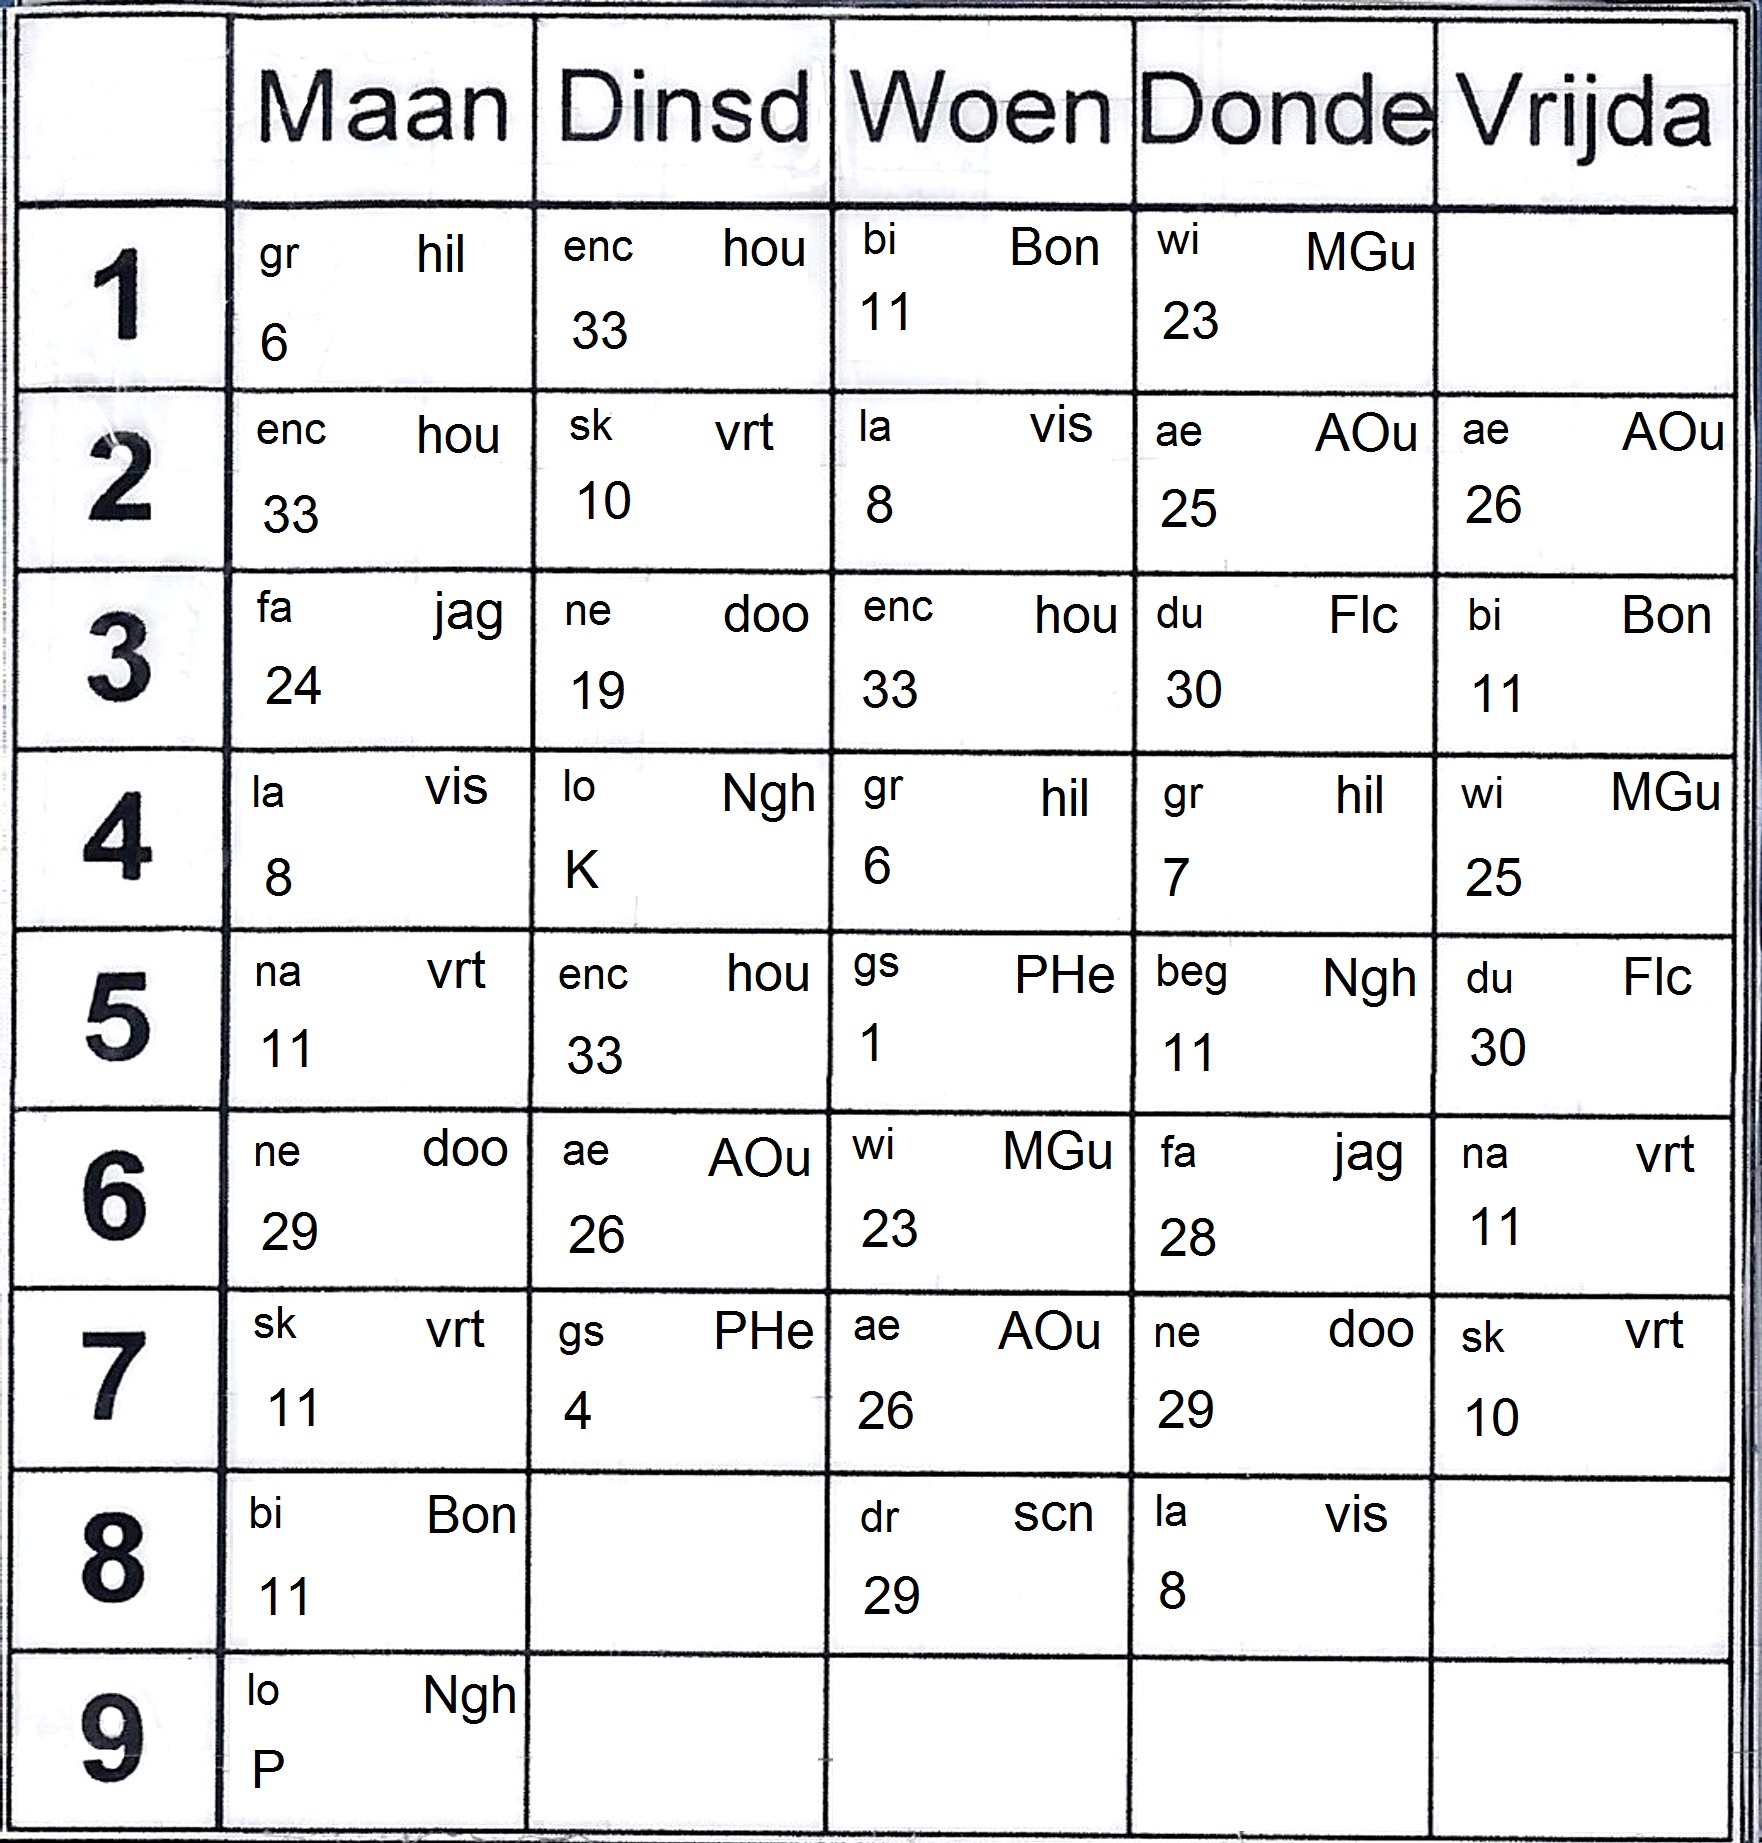 Maan Dinsd Woen Donde Vrijda
1 gr hil enc hou bi Bon wi MGu
6 33 11 23
2 enc hou sk vrt la vis ae AOu ae AOu
33 10 8 25 26
3 fa jag ne doo enc hou du Flc bi Bon
24 19 33 30 11
4 la vis lo Ngh gr hil gr hil wi MGu
8 K 6 7 25
5 na vrt enc hou gs PHe beg Ngh du Flc
11 33 1 11 30
6 ne doo ae AOu wi MGu fa jag na vrt
29 26 23 28 11
7 sk vrt gs PHe ae AOu ne doo sk vrt
11 4 26 29 10
8 bi Bon dr scn la vis
11 29 8
9 lo Ngh
P